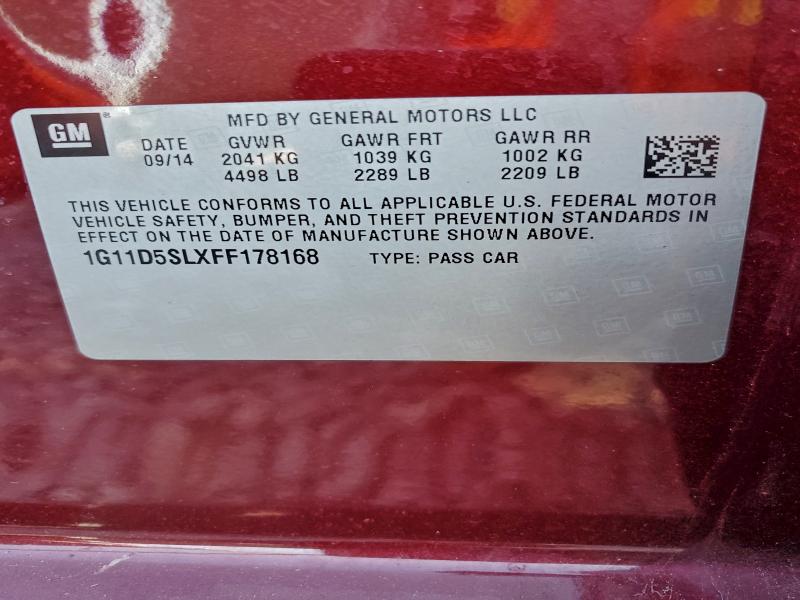 GM ® MFD BY GENERAL MOTORS LLC
DATE GVWR GAWR FRT GAWR RR
09/14 2041 KG 1039 KG 1002 KG
4498 LB 2289 LB 2209 LB
THIS VEHICLE CONFORMS TO ALL APPLICABLE U.S. FEDERAL MOTOR
VEHICLE SAFETY, BUMPER, AND THEFT PREVENTION STANDARDS IN
EFFECT ON THE DATE OF MANUFACTURE SHOWN ABOVE.
1G11D5SLXFF178168 TYPE: PASS CAR